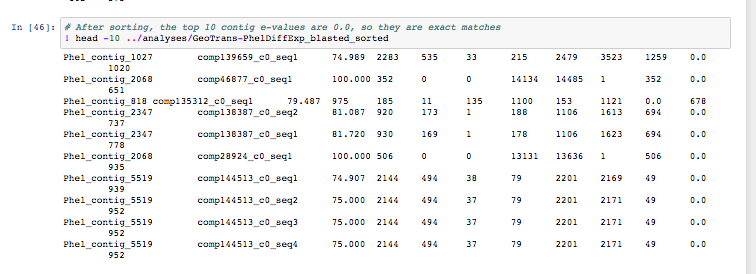 In [46]: # After sorting, the top 10 contig e-values are 0.0, so they are exact matches
! head -10 ../analyses/GeoTrans-PhelDiffExp_blasted_sorted
Phel_contig_1027 comp139659_c0_seq1 74.989 2283 535 33 215 2479 3523 1259 0.0
1020
Phel_contig_2068 comp46877_c0_seq1 100.000 352 0 0 14134 14485 1 352 0.0
651
Phel_contig_818 comp135312_c0_seq1 79.487 975 185 11 135 1100 153 1121 0.0 678
Phel_contig_2347 comp138387_c0_seq2 81.087 920 173 1 188 1106 1613 694 0.0
737
Phel_contig_2347 comp138387_c0_seq1 81.720 930 169 1 178 1106 1623 694 0.0
778
Phel_contig_2068 comp28924_c0_seq1 100.000 506 0 0 13131 13636 1 506 0.0
935
Phel_contig_5519 comp144513_c0_seq1 74.907 2144 494 38 79 2201 2169 49 0.0
939
Phel_contig_5519 comp144513_c0_seq2 75.000 2144 494 37 79 2201 2171 49 0.0
952
Phel_contig_5519 comp144513_c0_seq3 75.000 2144 494 37 79 2201 2171 49 0.0
952
Phel_contig_5519 comp144513_c0_seq4 75.000 2144 494 37 79 2201 2171 49 0.0
952